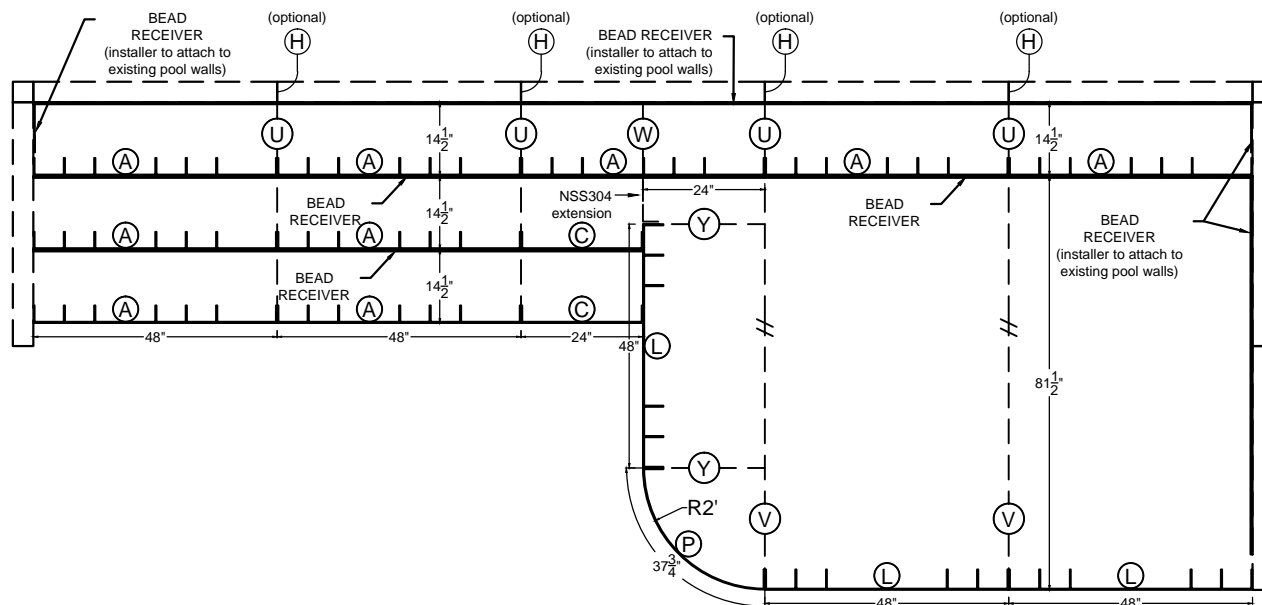 BEAD
RECEIVER
(installer to attach to
existing pool walls)
(optional)
H
(optional)
H
BEAD RECEIVER
(installer to attach to
existing pool walls)
(optional)
H
(optional)
H
U
U
W
U
U
14 1/2"
14 1/2"
A
A
A
A
A
BEAD
RECEIVER
14 1/2"
NSS304
extension
24"
BEAD
RECEIVER
BEAD
RECEIVER
(installer to attach to
existing pool walls)
Y
A
A
C
BEAD
RECEIVER
14 1/2"
A
A
C
48"
48"
24"
48"
L
81 1/2"
Y
R2'
V
V
P
37 3/4"
L
L
48"
48"